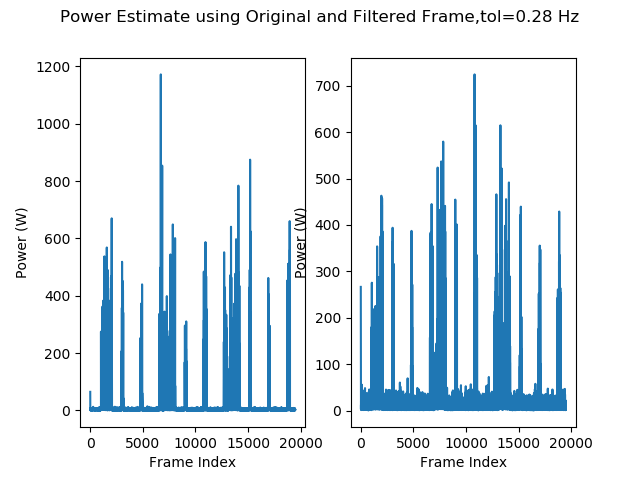 Power Estimate using Original and Filtered Frame,tol=0.28 Hz
1200
1000
800
600
400
200
0
Power (W)
0 5000 10000 15000 20000
Frame Index
700
600
500
400
300
200
100
0
Power (W)
0 5000 10000 15000 20000
Frame Index